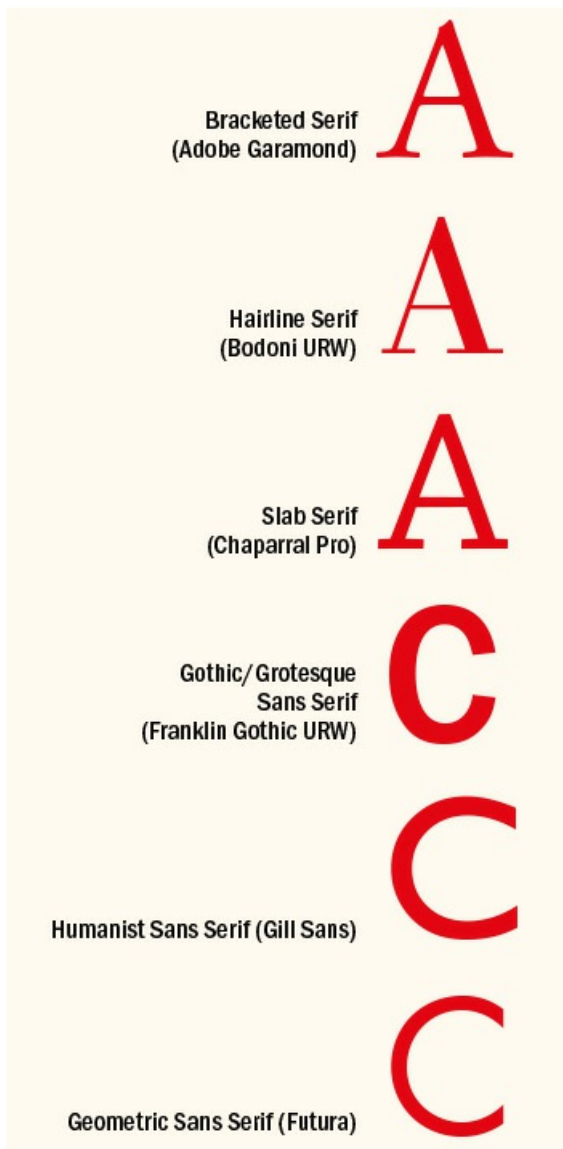 A
Bracketed Serif
(Adobe Garamond)
A
Hairline Serif
(Bodoni URW)
A
Slab Serif
(Chaparral Pro)
C
Gothic/Grotesque
Sans Serif
(Franklin Gothic URW)
C
Humanist Sans Serif (Gill Sans)
C
Geometric Sans Serif (Futura)